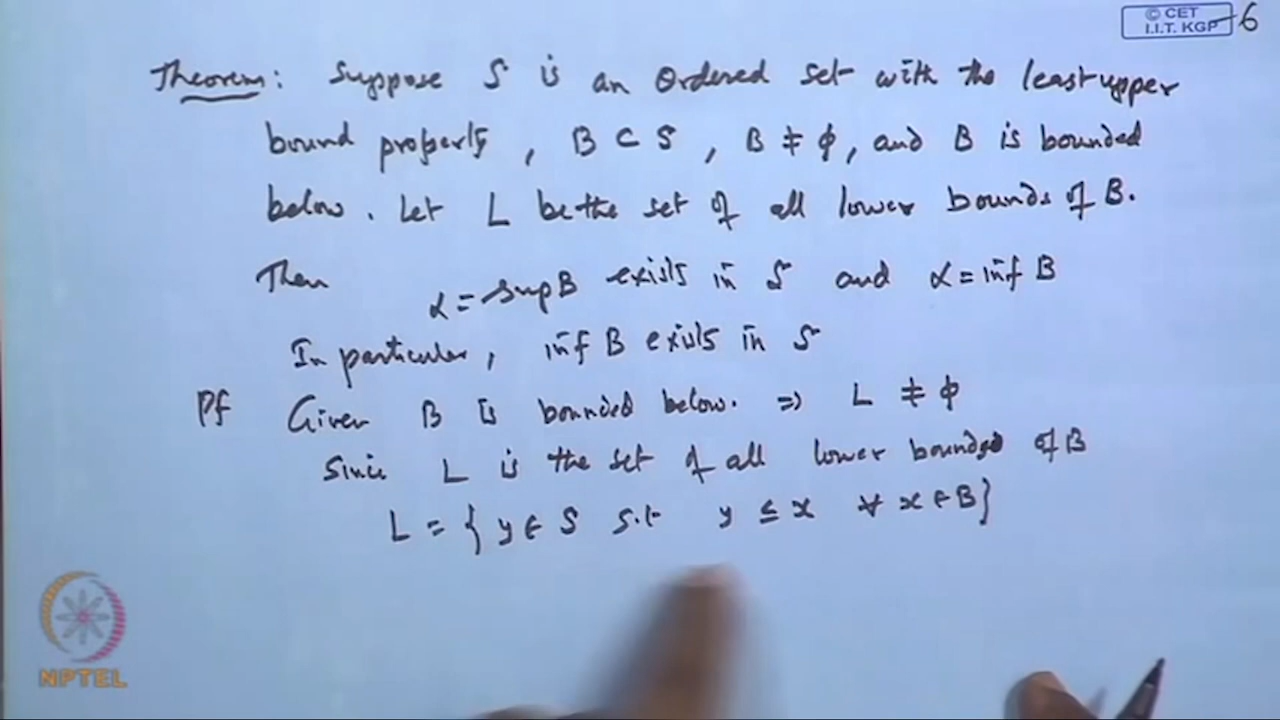 © CET
I.I.T. KGP
6
Theorem: Suppose S is an Ordered set with the least upper
bound property, B ⊂ S, B ≠ ϕ, and B is bounded
below. Let L be the set of all lower bounds of B.
Then α = Sup B exists in S and α = inf B
In particular, inf B exists in S
Pf Given B is bounded below. ⇒ L ≠ ϕ
Since L is the set of all lower bounds of B
L = { y ∈ S s.t y ≤ x ∀ x ∈ B }
NPTEL